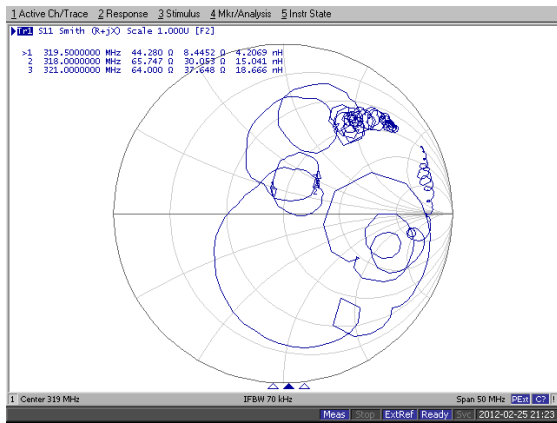 1 Active Ch/Trace 2 Response 3 Stimulus 4 Mkr/Analysis 5 Instr State
Tr1 S11 Smith (R+jX) Scale 1.000U [F2]
>1 319.5000000 MHz 44.280 Ω 8.4452 Ω 4.2069 nH
2 318.0000000 MHz 65.747 Ω 30.053 Ω 15.041 nH
3 321.0000000 MHz 64.000 Ω 37.648 Ω 18.666 nH
1 Center 319 MHz IFBW 70 kHz Span 50 MHz PExt C? !
Meas Stop ExtRef Ready Svc 2012-02-25 21:23